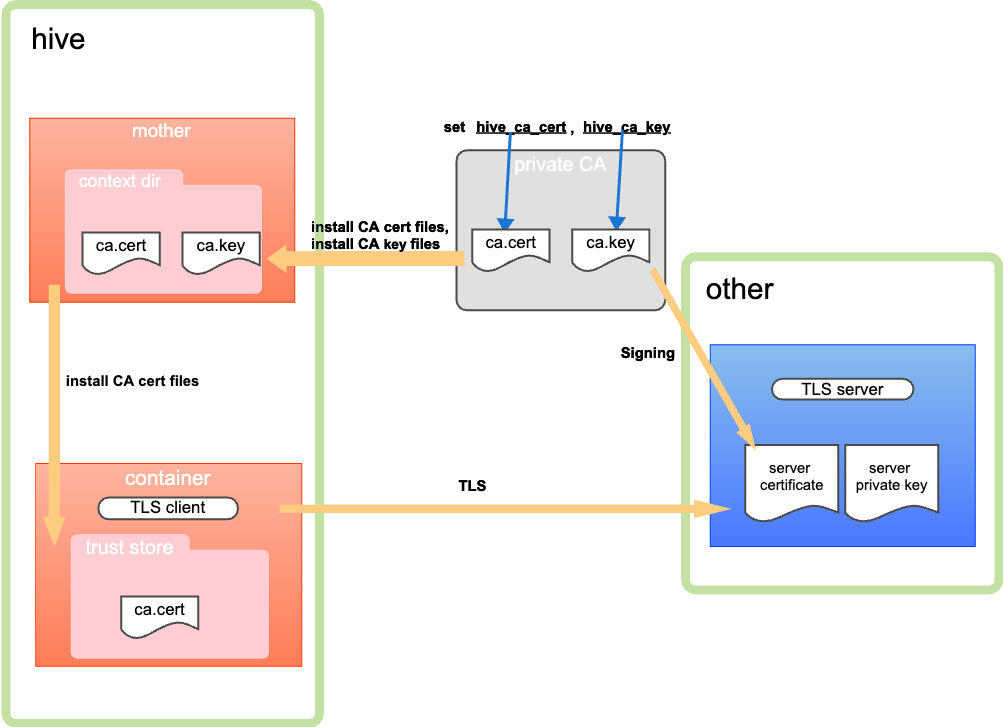 hive
mother
context dir
ca.cert
ca.key
install CA cert files
container
TLS client
trust store
ca.cert
set hive_ca_cert , hive_ca_key
private CA
ca.cert
ca.key
install CA cert files,
install CA key files
Signing
TLS
other
TLS server
server
certificate
server
private key